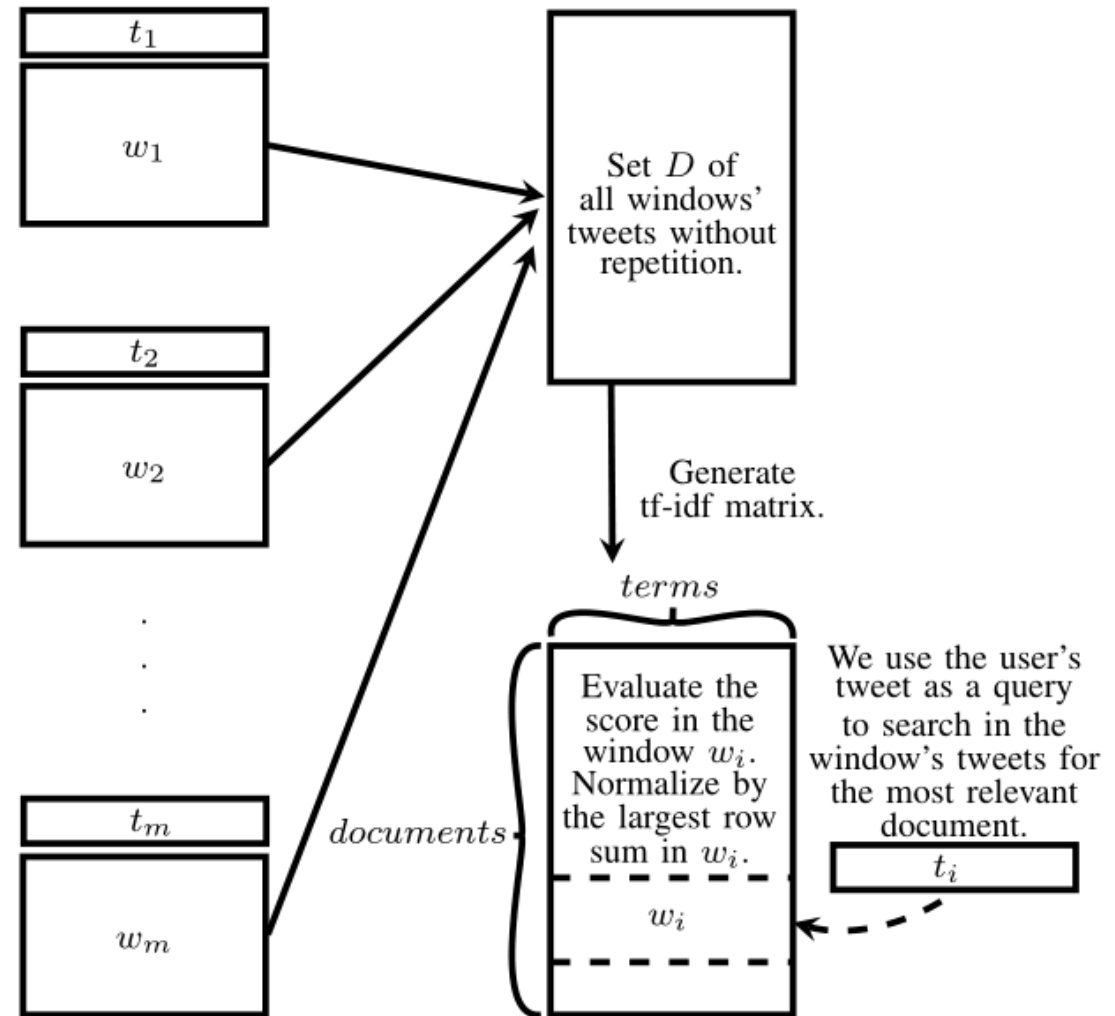 t₁
w₁
t₂
w₂
.
.
.
tₘ
wₘ
Set D of
all windows'
tweets without
repetition.
Generate
tf-idf matrix.
terms
documents
Evaluate the
score in the
window wᵢ.
Normalize by
the largest row
sum in wᵢ.
wᵢ
We use the user's
tweet as a query
to search in the
window's tweets for
the most relevant
document.
tᵢ